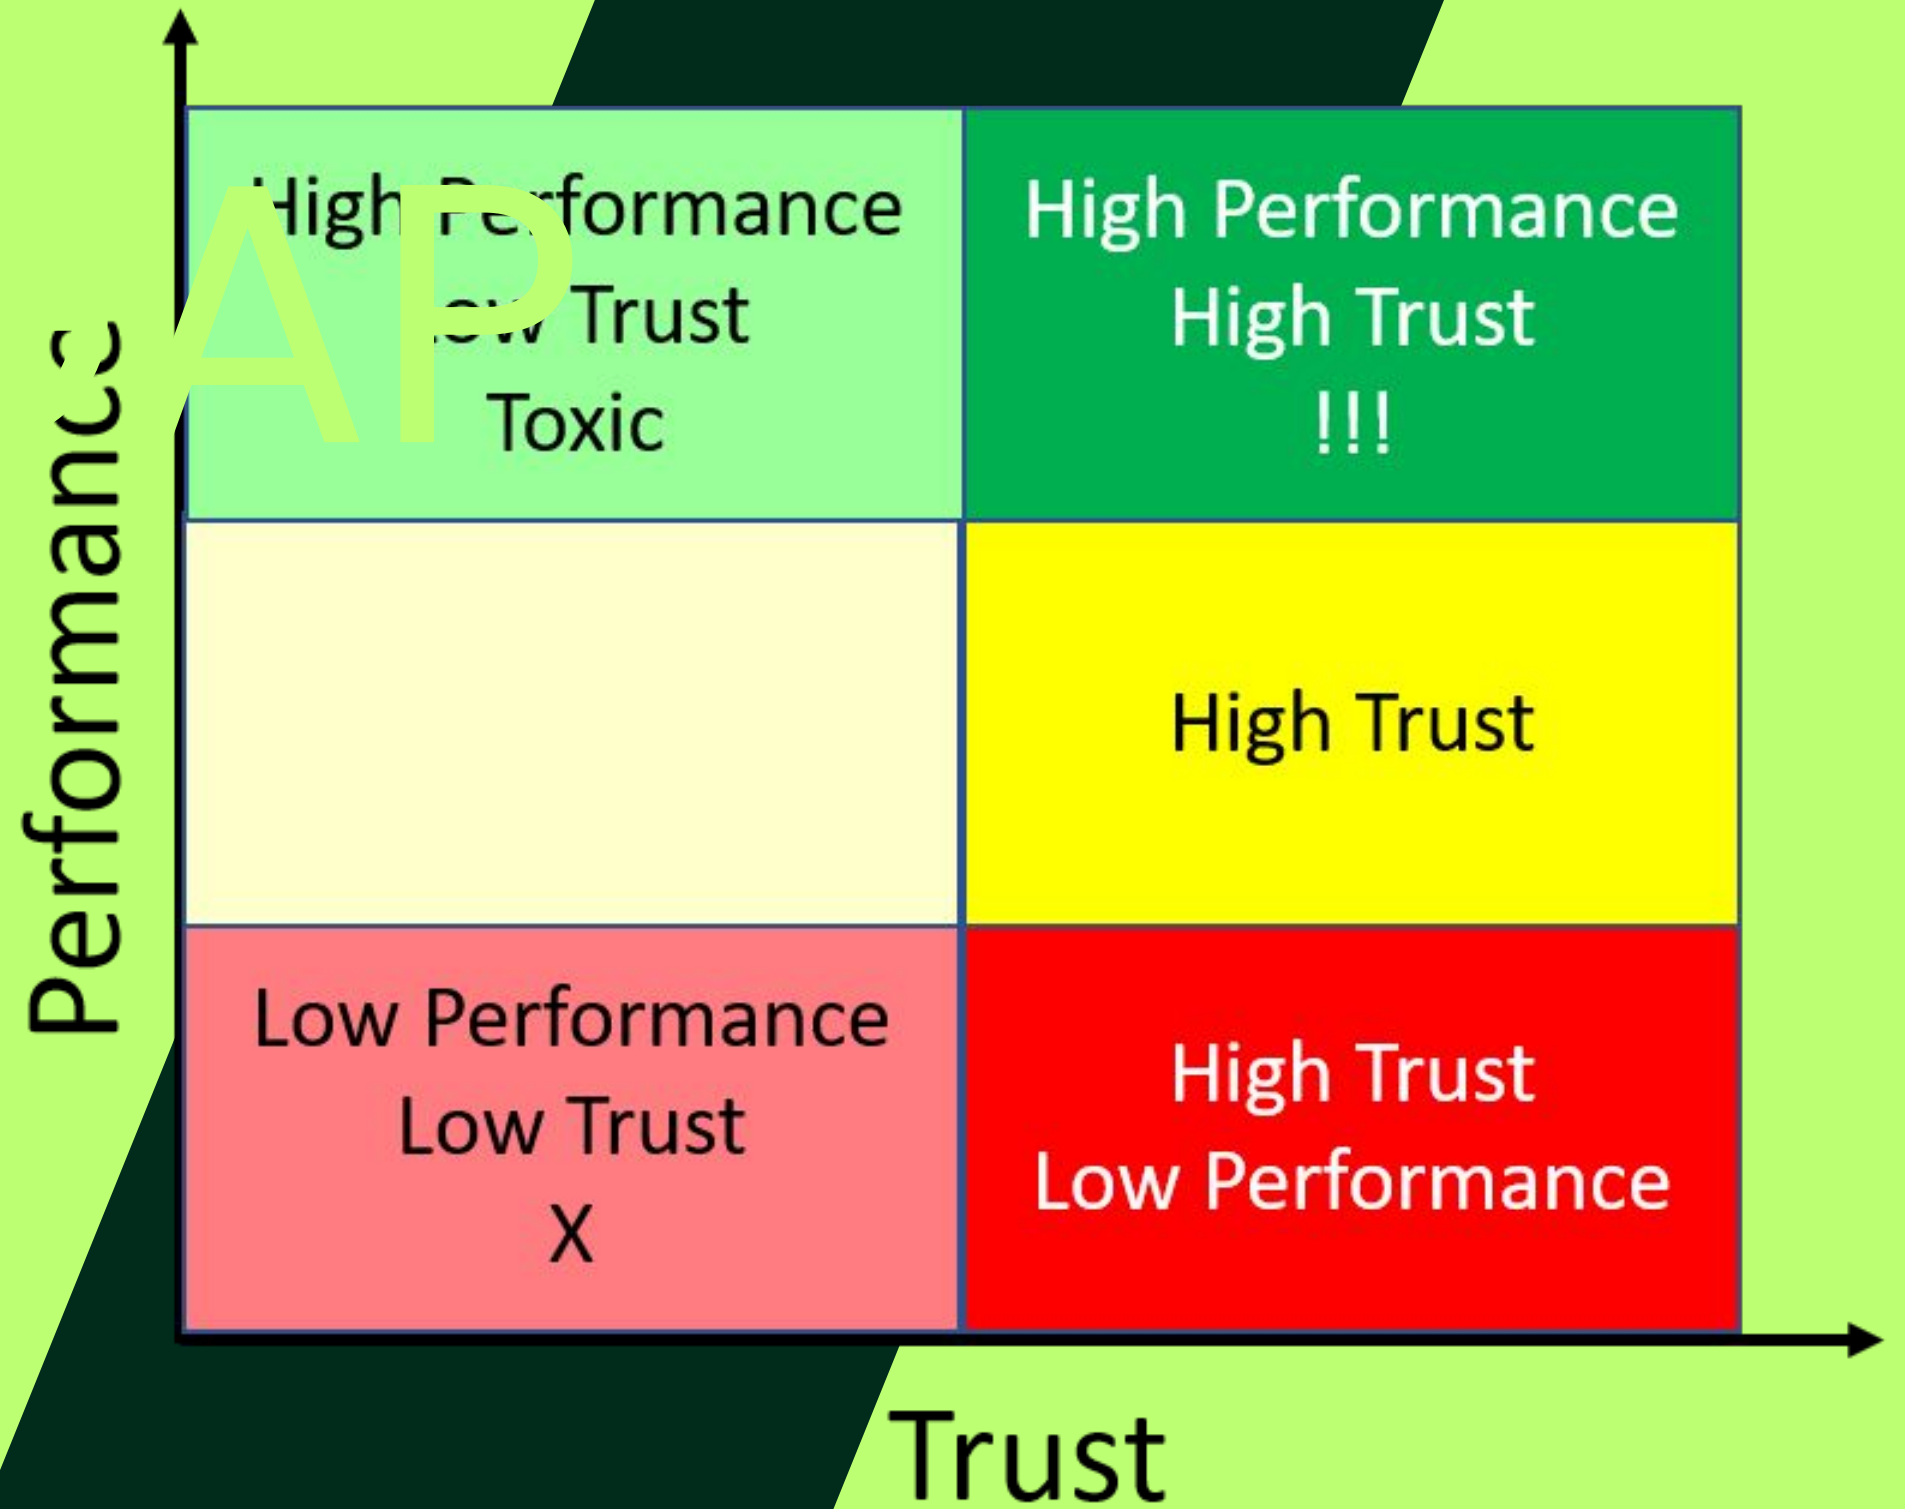 High Performance
Low Trust
Toxic
High Performance
High Trust
!!!
High Trust
Low Performance
Low Trust
X
High Trust
Low Performance
Performance
Trust
AP